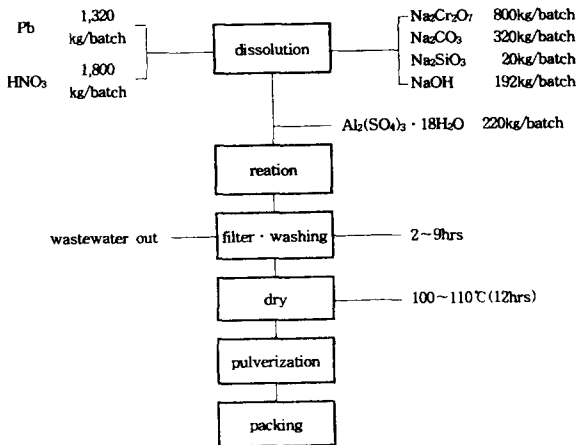 Pb 1,320
kg/batch
HNO₃ 1,800
kg/batch
dissolution
Na₂Cr₂O₇ 800kg/batch
Na₂CO₃ 320kg/batch
Na₂SiO₃ 20kg/batch
NaOH 192kg/batch
Al₂(SO₄)₃ · 18H₂O 220kg/batch
reation
wastewater out
filter · washing
2~9hrs
dry
100~110℃(12hrs)
pulverization
packing